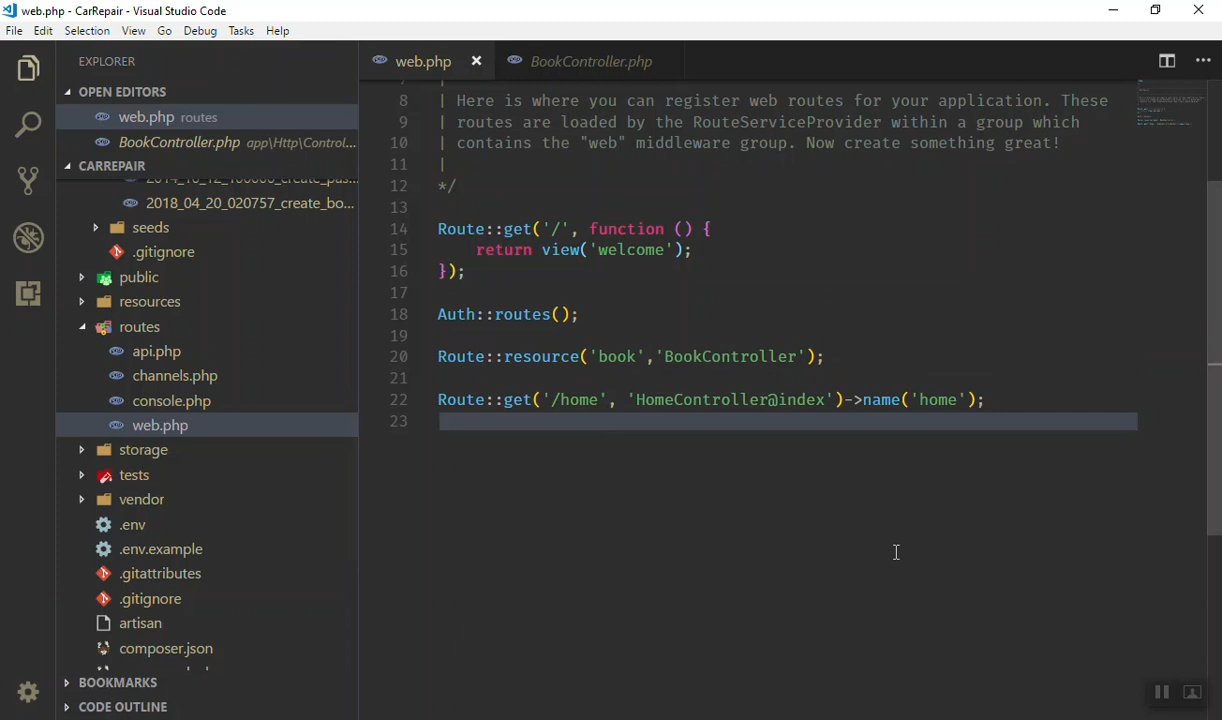 web.php - CarRepair - Visual Studio Code
File Edit Selection View Go Debug Tasks Help
EXPLORER
OPEN EDITORS
web.php routes
BookController.php app\Http\Control...
CARREPAIR
2014_10_12_100000_create_pas...
2018_04_20_020757_create_bo...
seeds
.gitignore
public
resources
routes
api.php
channels.php
console.php
web.php
storage
tests
vendor
.env
.env.example
.gitattributes
.gitignore
artisan
composer.json
BOOKMARKS
CODE OUTLINE
web.php BookController.php
8 | Here is where you can register web routes for your application. These
9 | routes are loaded by the RouteServiceProvider within a group which
10 | contains the "web" middleware group. Now create something great!
11 |
12 */
13
14 Route::get('/', function () {
15 return view('welcome');
16 });
17
18 Auth::routes();
19
20 Route::resource('book','BookController');
21
22 Route::get('/home', 'HomeController@index')->name('home');
23